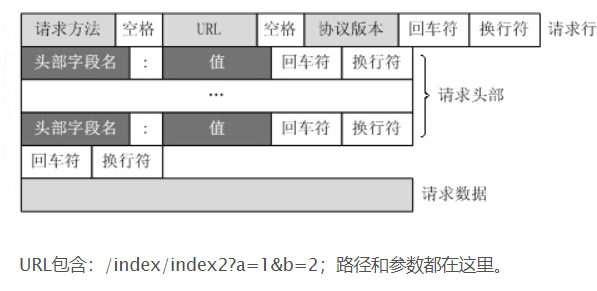 请求方法 空格 URL 空格 协议版本 回车符 换行符 请求行
头部字段名 : 值 回车符 换行符
… 请求头部
头部字段名 : 值 回车符 换行符
回车符 换行符
请求数据
URL包含：/index/index2?a=1&b=2；路径和参数都在这里。